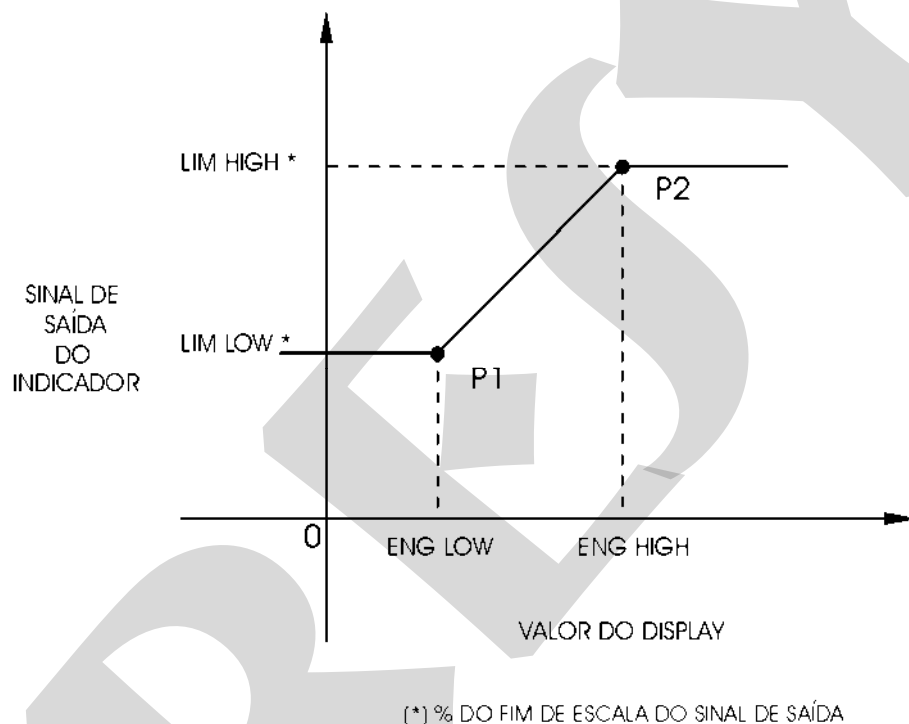 LIM HIGH *
P2
SINAL DE
SAÍDA
DO
INDICADOR
LIM LOW *
P1
0
ENG LOW
ENG HIGH
VALOR DO DISPLAY
(*) % DO FIM DE ESCALA DO SINAL DE SAÍDA